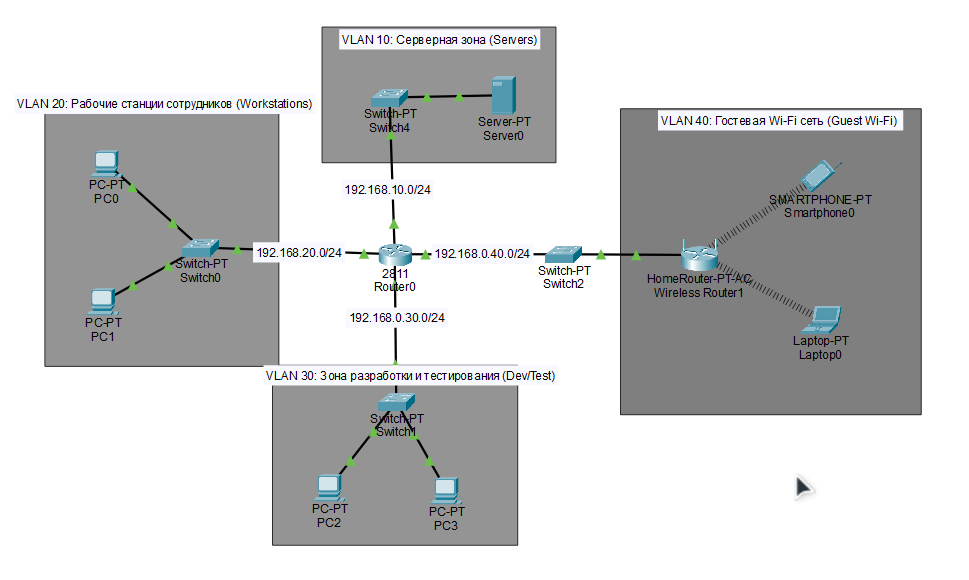 VLAN 10: Серверная зона (Servers)
Switch-PT
Switch4
Server-PT
Server0
VLAN 20: Рабочие станции сотрудников (Workstations)
PC-PT
PC0
Switch-PT
Switch0
PC-PT
PC1
VLAN 40: Гостевая Wi-Fi сеть (Guest Wi-Fi)
SMARTPHONE-PT
Smartphone0
HomeRouter-PT-AC
Wireless Router1
Laptop-PT
Laptop0
192.168.10.0/24
192.168.20.0/24
2811
Router0
192.168.0.40.0/24
Switch-PT
Switch2
192.168.0.30.0/24
VLAN 30: Зона разработки и тестирования (Dev/Test)
Switch-PT
Switch1
PC-PT
PC2
PC-PT
PC3